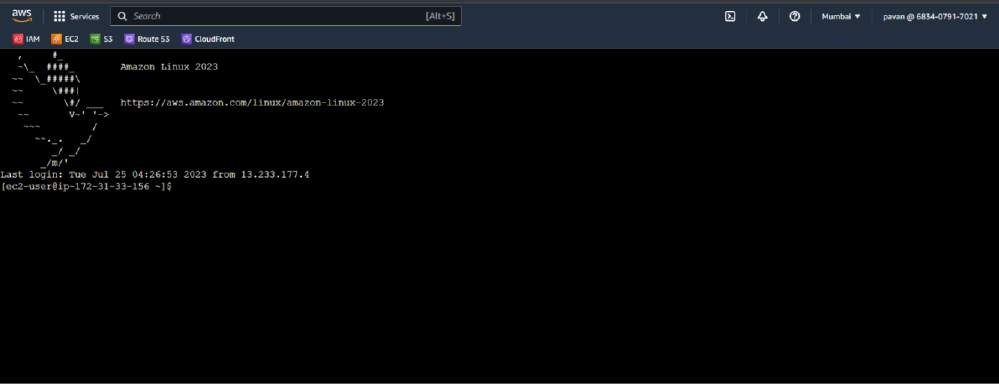 aws
Services
Search [Alt+S]
Mumbai
pavan @ 6834-0791-7021
IAM EC2 S3 Route 53 CloudFront
   ,     #_
   ~\_  ####_        Amazon Linux 2023
  ~~  \_#####\
  ~~     \###|
  ~~       \#/ ___   https://aws.amazon.com/linux/amazon-linux-2023
   ~~       V~' '->
    ~~~         /
      ~~._.   _/
         _/ _/
       _/m/'
Last login: Tue Jul 25 04:26:53 2023 from 13.233.177.4
[ec2-user@ip-172-31-33-156 ~]$